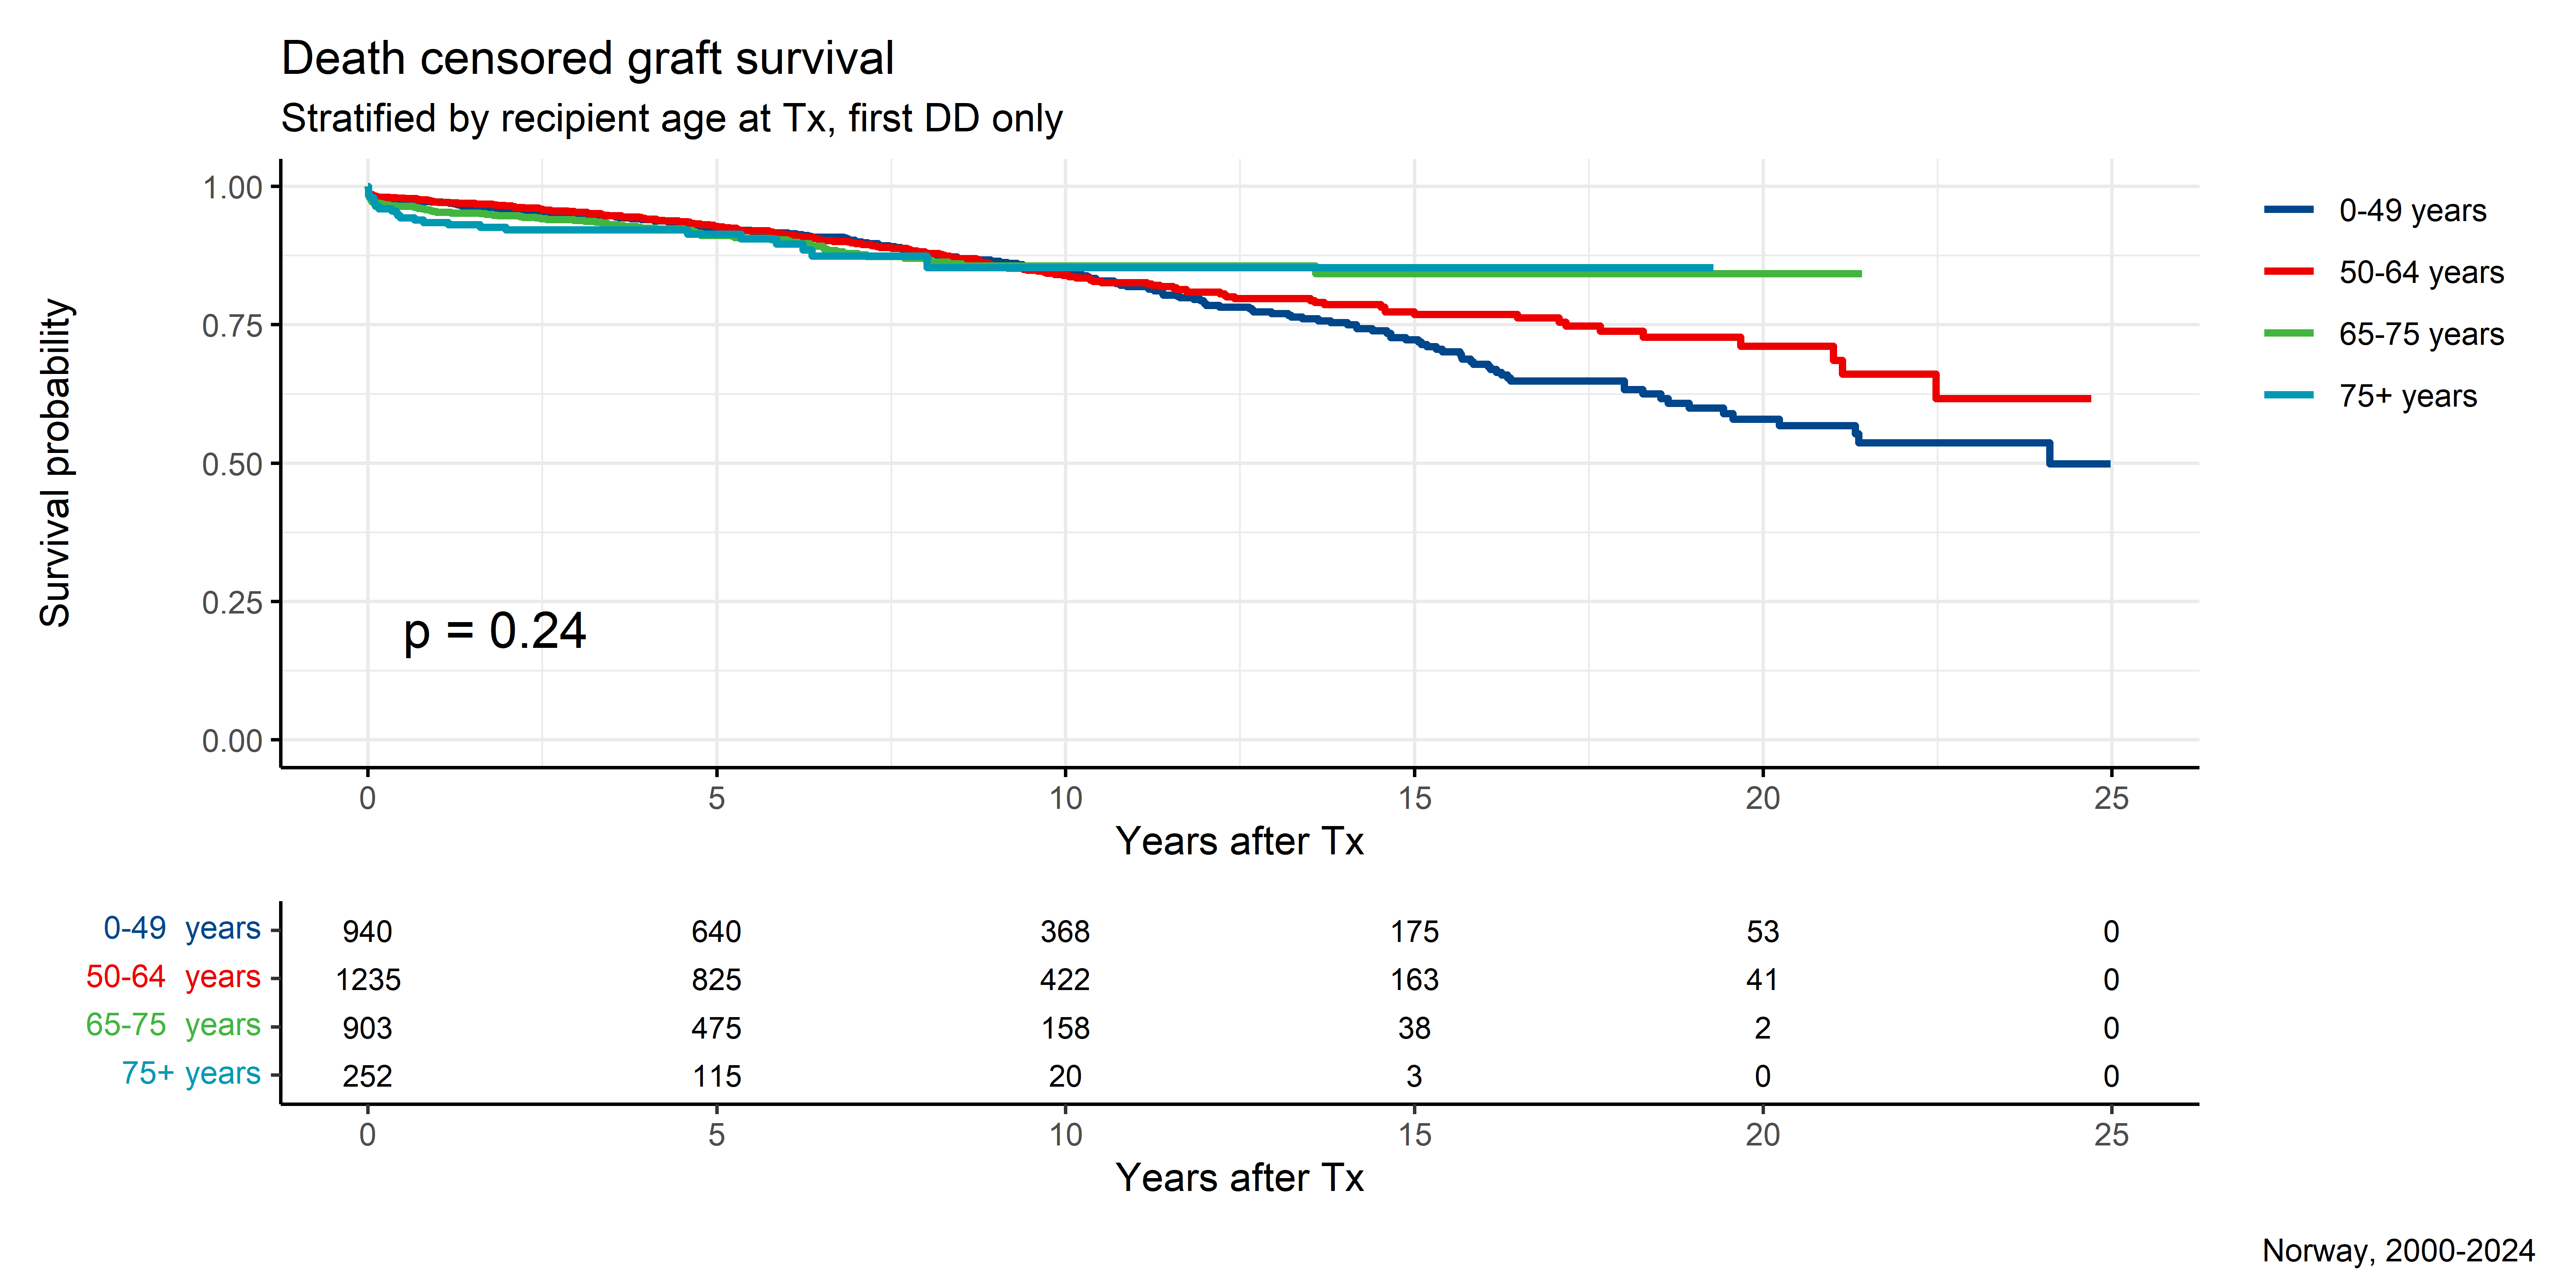 Death censored graft survival
Stratified by recipient age at Tx, first DD only
Survival probability
1.00
0.75
0.50
0.25
0.00
p = 0.24
0 5 10 15 20 25
Years after Tx
0-49 years
50-64 years
65-75 years
75+ years
0-49 years 940 640 368 175 53 0
50-64 years 1235 825 422 163 41 0
65-75 years 903 475 158 38 2 0
75+ years 252 115 20 3 0 0
0 5 10 15 20 25
Years after Tx
Norway, 2000-2024